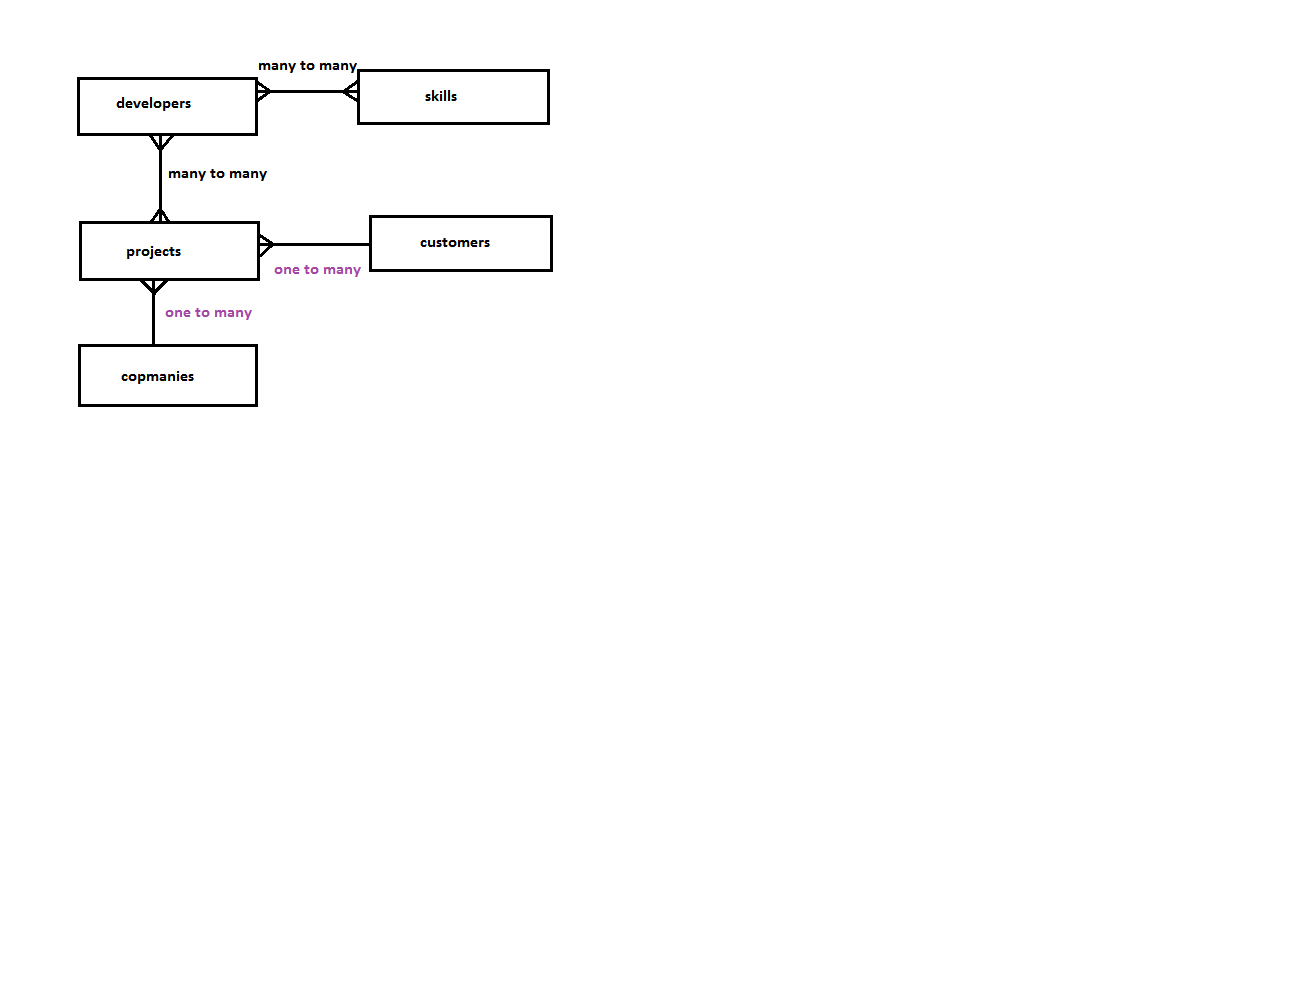 many to many
developers
skills
many to many
projects
customers
one to many
one to many
copmanies